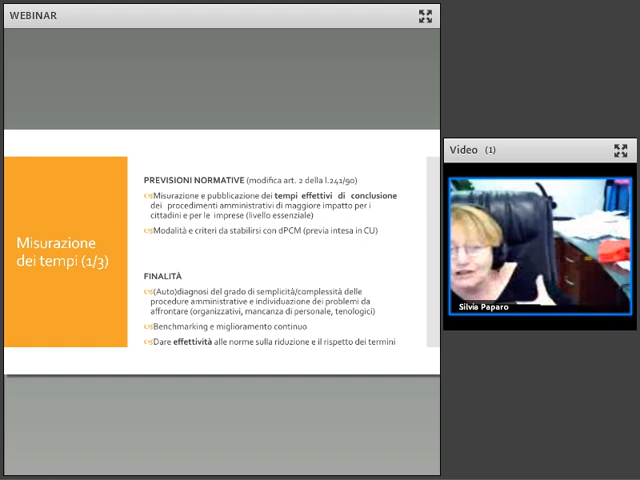 WEBINAR
Misurazione
dei tempi (1/3)
PREVISIONI NORMATIVE (modifica art. 2 della l.241/90)
Misurazione e pubblicazione dei tempi effettivi di conclusione
dei procedimenti amministrativi di maggiore impatto per i
cittadini e per le imprese (livello essenziale)
Modalità e criteri da stabilirsi con dPCM (previa intesa in CU)
FINALITÀ
(Auto)diagnosi del grado di semplicità/complessità delle
procedure amministrative e individuazione dei problemi da
affrontare (organizzativi, mancanza di personale, tenologici)
Benchmarking e miglioramento continuo
Dare effettività alle norme sulla riduzione e il rispetto dei termini
Video (1)
Silvia Paparo